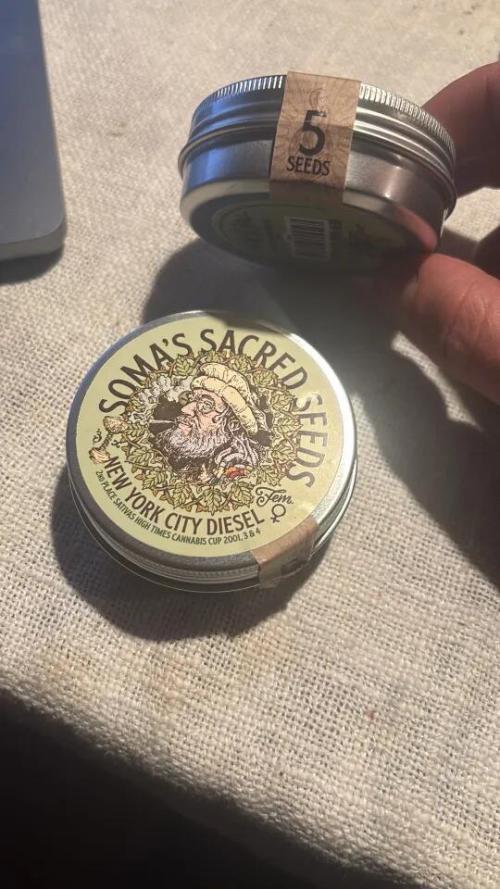 5
SEEDS
SOMA'S SACRED SEEDS
NEW YORK CITY DIESEL
Fem.
2ND PLACE SATIVAS HIGH TIMES CANNABIS CUP 2001, 3 & 4